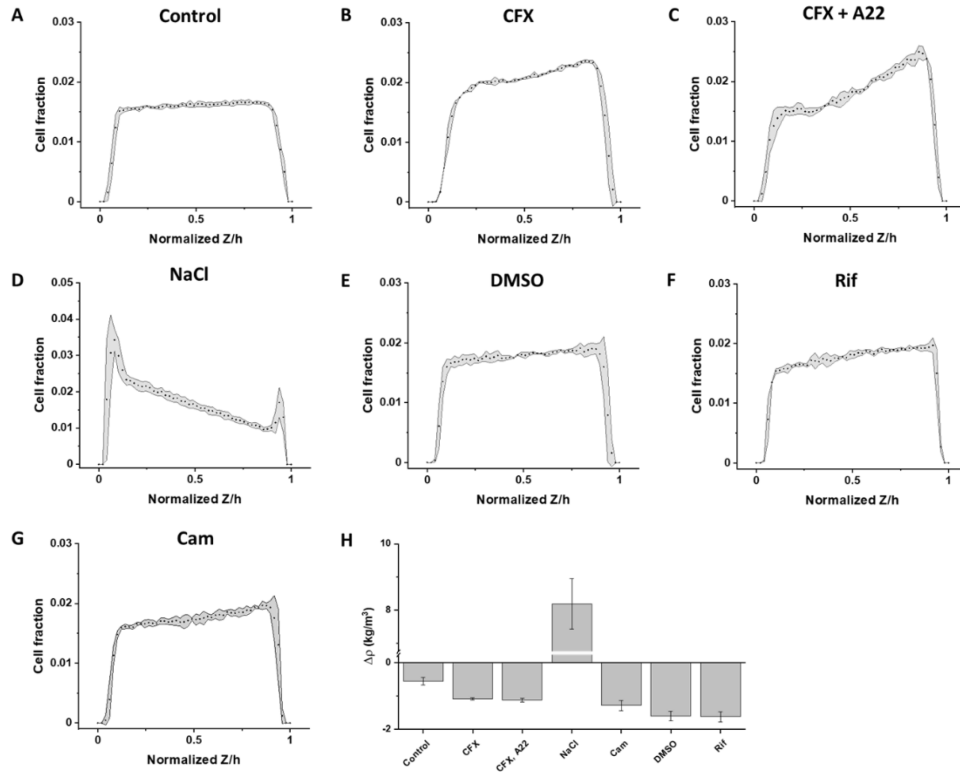 A Control
0.03
0.02
0.01
0
Cell fraction
0 0.5 1
Normalized Z/h
B CFX
0.03
0.02
0.01
0
Cell fraction
0 0.5 1
Normalized Z/h
C CFX + A22
0.03
0.02
0.01
0
Cell fraction
0 0.5 1
Normalized Z/h
D NaCl
0.05
0.04
0.03
0.02
0.01
0
Cell fraction
0 0.5 1
Normalized Z/h
E DMSO
0.03
0.02
0.01
0
Cell fraction
0 0.5 1
Normalized Z/h
F Rif
0.03
0.02
0.01
0
Cell fraction
0 0.5 1
Normalized Z/h
G Cam
0.03
0.02
0.01
0
Cell fraction
0 0.5 1
Normalized Z/h
H
10
8
0
-2
Δρ (kg/m³)
Control CFX CFX, A22 NaCl Cam DMSO Rif